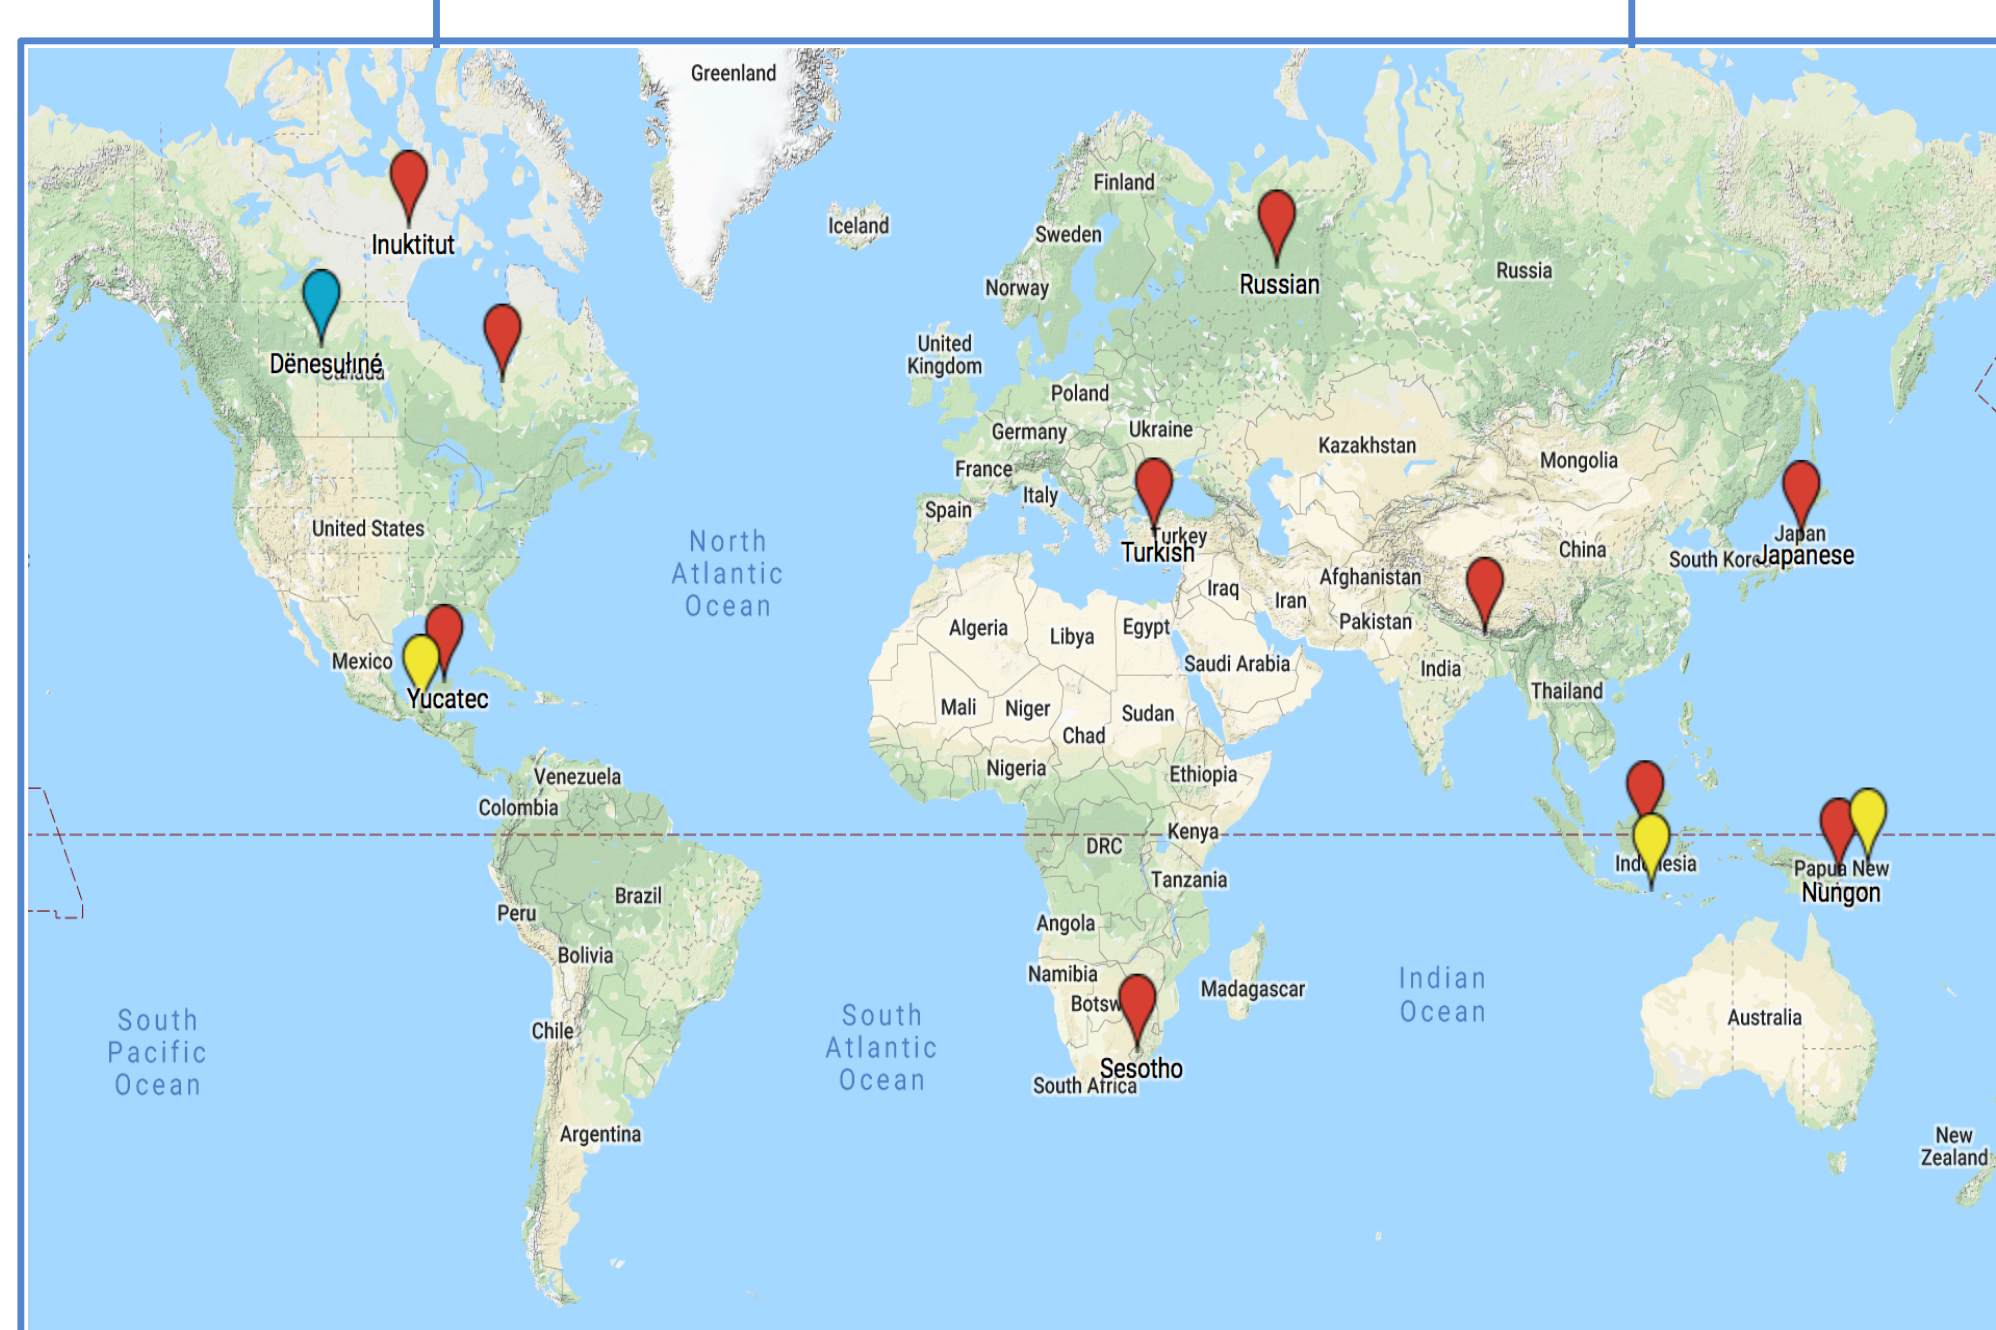 Greenland
Finland
Iceland
Sweden
Inuktitut
Russia
Russian
Norway
United
Kingdom
Dënesųłiné
Canada
Poland
Ukraine
Germany
Kazakhstan
Mongolia
France
Italy
Spain
United States
Japan
Turkey
Turkish
China
South Kor
Japanese
North
Atlantic
Ocean
Afghanistan
Iraq
Iran
Pakistan
Algeria
Libya
Egypt
Mexico
Saudi Arabia
India
Thailand
Yucatec
Mali
Niger
Sudan
Chad
Nigeria
Ethiopia
Venezuela
Colombia
Kenya
DRC
Indonesia
Papua New
Tanzania
Nungon
Brazil
Peru
Angola
Bolivia
Namibia
Madagascar
Botsw
Indian
Ocean
Australia
Chile
South
Pacific
Ocean
South
Atlantic
Ocean
Sesotho
South Africa
Argentina
New
Zealand